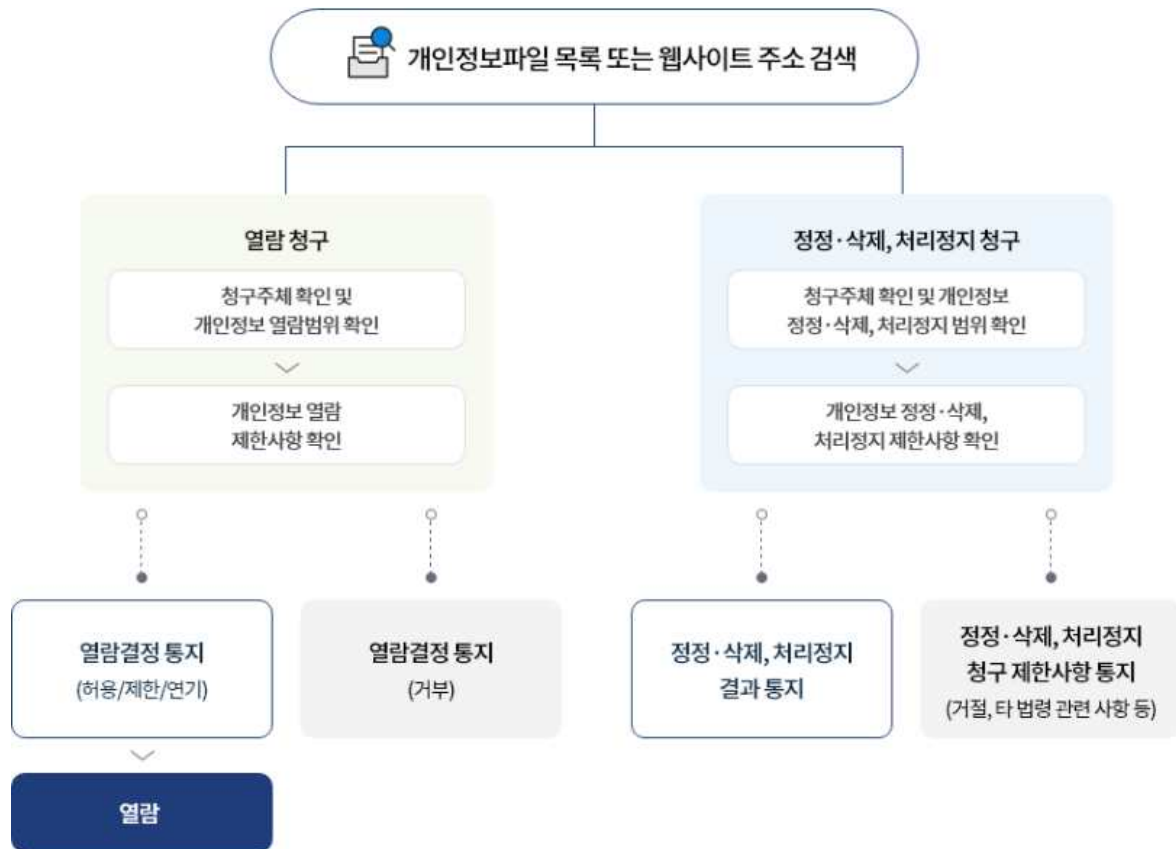 개인정보파일 목록 또는 웹사이트 주소 검색
열람 청구
청구주체 확인 및
개인정보 열람범위 확인
개인정보 열람
제한사항 확인
정정·삭제, 처리정지 청구
청구주체 확인 및 개인정보
정정·삭제, 처리정지 범위 확인
개인정보 정정·삭제,
처리정지 제한사항 확인
열람결정 통지
(허용/제한/연기)
열람결정 통지
(거부)
정정·삭제, 처리정지
결과 통지
정정·삭제, 처리정지
청구 제한사항 통지
(거절, 타 법령 관련 사항 등)
열람